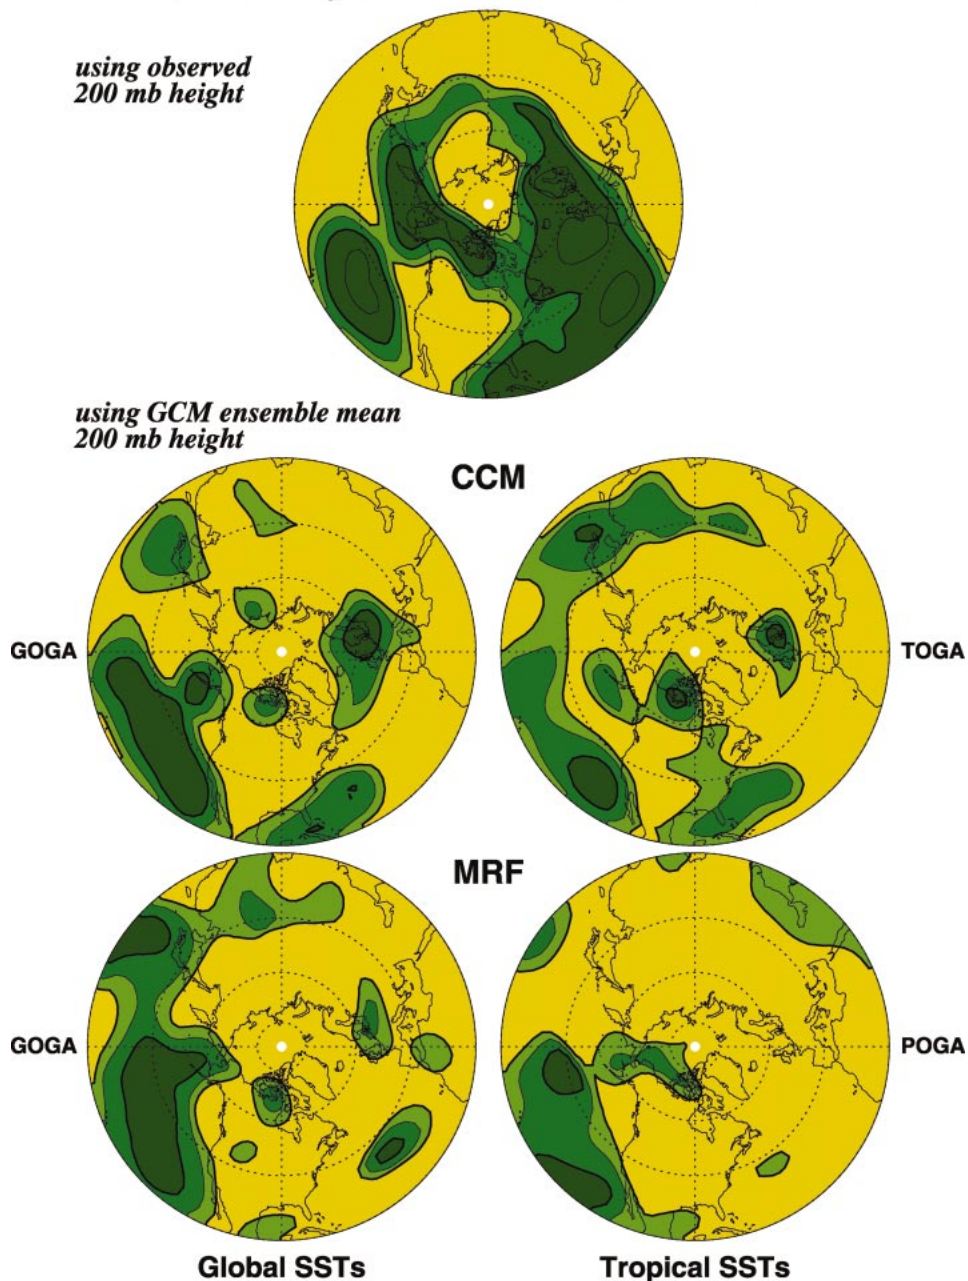 using observed
200 mb height
using GCM ensemble mean
200 mb height
CCM
GOGA
TOGA
MRF
GOGA
POGA
Global SSTs
Tropical SSTs